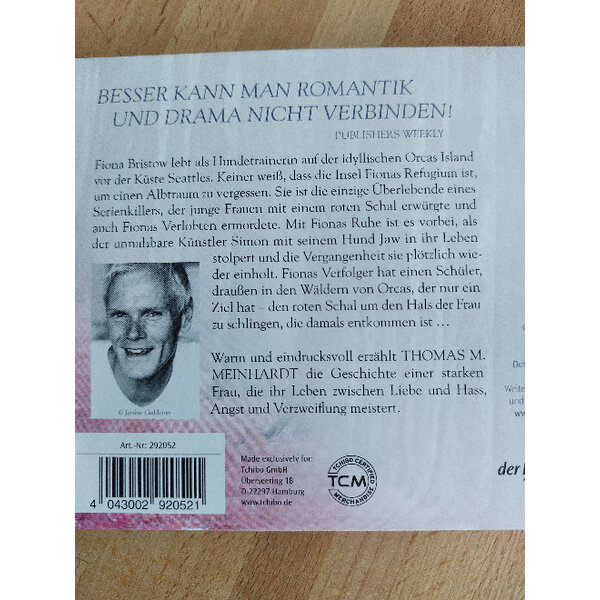 BESSER KANN MAN ROMANTIK
UND DRAMA NICHT VERBINDEN!
PUBLISHERS WEEKLY
Fiona Bristow lebt als Hundetrainerin auf der idyllischen Orcas Island
vor der Küste Seattles. Keiner weiß, dass die Insel Fionas Refugium ist,
um einen Albtraum zu vergessen. Sie ist die einzige Überlebende eines
Serienkillers, der junge Frauen mit einem roten Schal erwürgte und
auch Fionas Verlobten ermordete. Mit Fionas Ruhe ist es vorbei, als
der unnahbare Künstler Simon mit seinem Hund Jaw in ihr Leben
stolpert und die Vergangenheit sie plötzlich wie-
der einholt. Fionas Verfolger hat einen Schüler,
draußen in den Wäldern von Orcas, der nur ein
Ziel hat – den roten Schal um den Hals der Frau
zu schlingen, die damals entkommen ist ...
Warm und eindrucksvoll erzählt THOMAS M.
MEINHARDT die Geschichte einer starken
Frau, die ihr Leben zwischen Liebe und Hass,
Angst und Verzweiflung meistert.
©
Art.-Nr: 292052
4 043002 920521
Made exclusively for:
Tchibo GmbH
Überseering 18
D-22297 Hamburg
www.tchibo.de
TCHIBO CERTIFIED
TCM
MERCHANDISE
Weite
und
ww
der